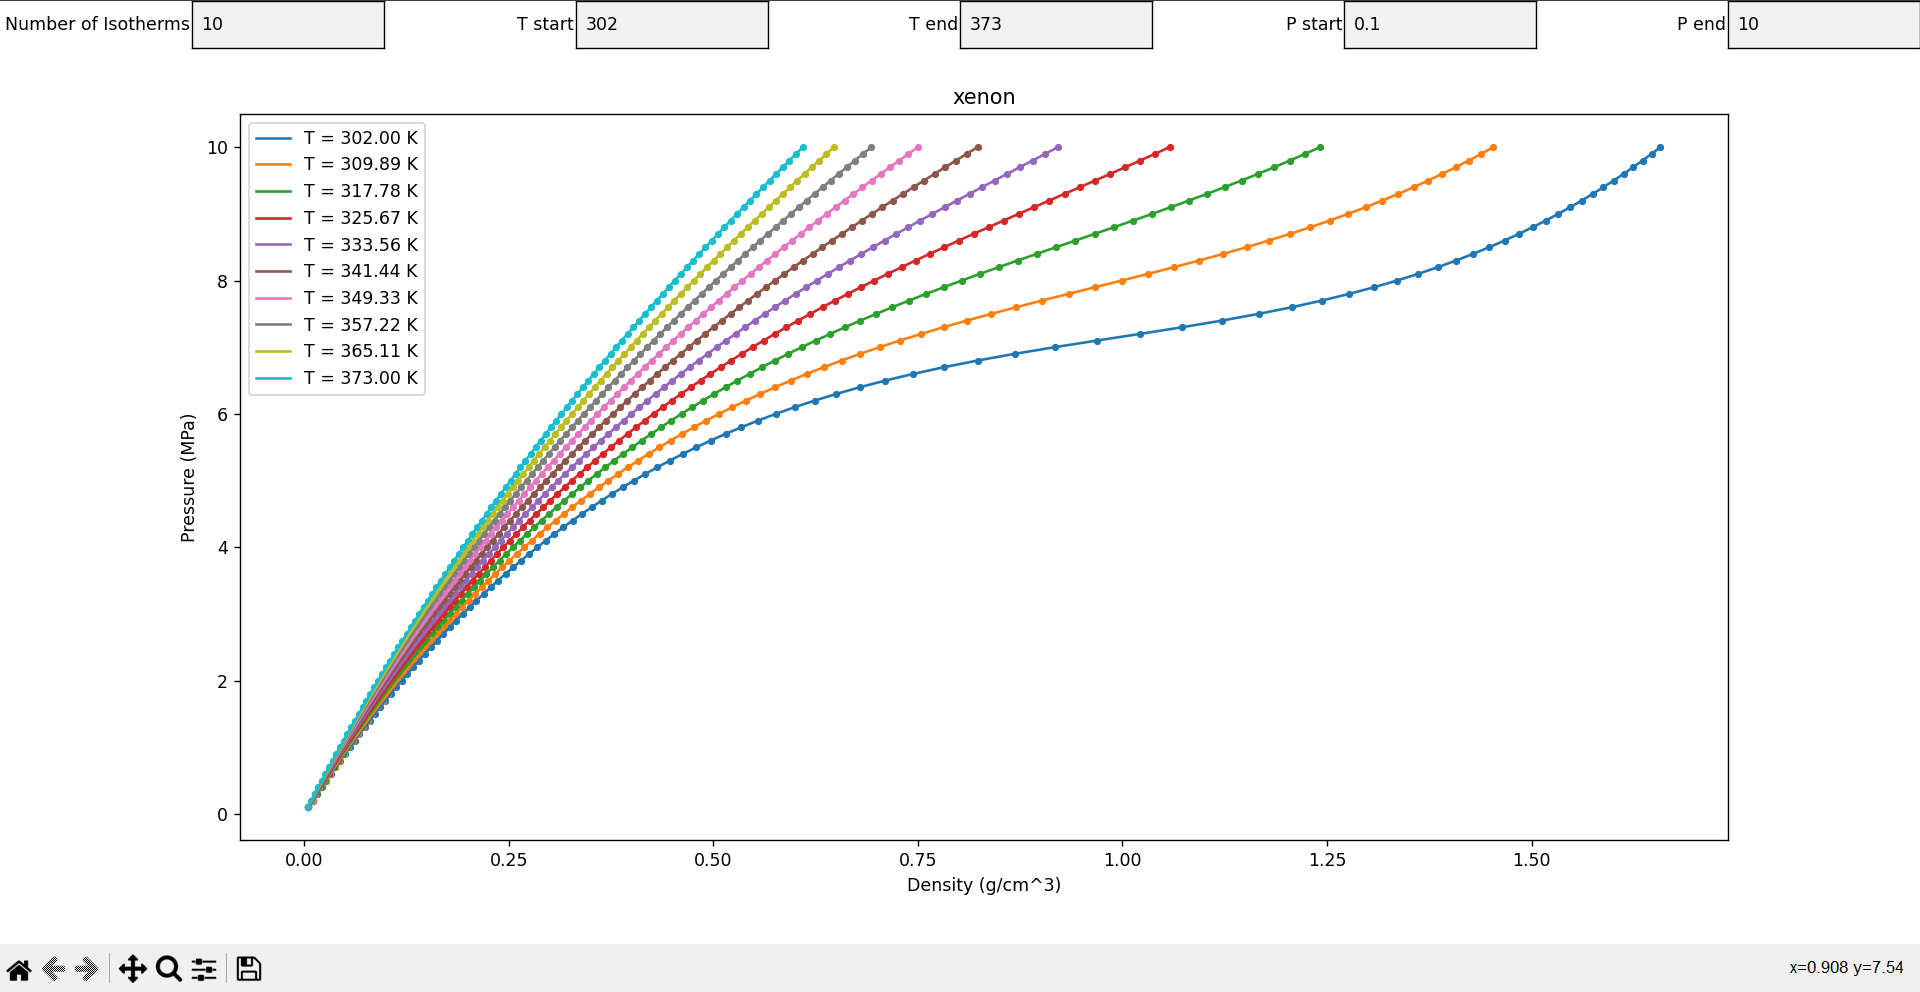 Number of Isotherms 10 T start 302 T end 373 P start 0.1 P end 10
xenon
T = 302.00 K
T = 309.89 K
T = 317.78 K
T = 325.67 K
T = 333.56 K
T = 341.44 K
T = 349.33 K
T = 357.22 K
T = 365.11 K
T = 373.00 K
10
8
6
4
2
0
Pressure (MPa)
0.00 0.25 0.50 0.75 1.00 1.25 1.50
Density (g/cm^3)
x=0.908 y=7.54